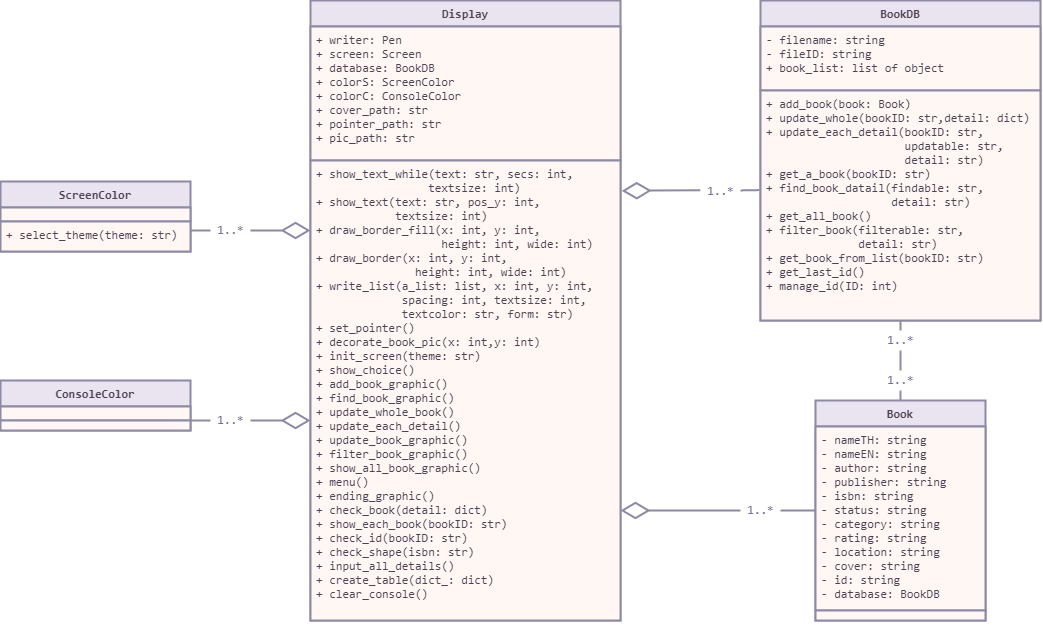 Display
+ writer: Pen
+ screen: Screen
+ database: BookDB
+ colorS: ScreenColor
+ colorC: ConsoleColor
+ cover_path: str
+ pointer_path: str
+ pic_path: str
+ show_text_while(text: str, secs: int,
textsize: int)
+ show_text(text: str, pos_y: int,
textsize: int)
+ draw_border_fill(x: int, y: int,
height: int, wide: int)
+ draw_border(x: int, y: int,
height: int, wide: int)
+ write_list(a_list: list, x: int, y: int,
spacing: int, textsize: int,
textcolor: str, form: str)
+ set_pointer()
+ decorate_book_pic(x: int,y: int)
+ init_screen(theme: str)
+ show_choice()
+ add_book_graphic()
+ find_book_graphic()
+ update_whole_book()
+ update_each_detail()
+ update_book_graphic()
+ filter_book_graphic()
+ show_all_book_graphic()
+ menu()
+ ending_graphic()
+ check_book(detail: dict)
+ show_each_book(bookID: str)
+ check_id(bookID: str)
+ check_shape(isbn: str)
+ input_all_details()
+ create_table(dict_: dict)
+ clear_console()
BookDB
- filename: string
- fileID: string
+ book_list: list of object
+ add_book(book: Book)
+ update_whole(bookID: str,detail: dict)
+ update_each_detail(bookID: str,
updatable: str,
detail: str)
+ get_a_book(bookID: str)
+ find_book_datail(findable: str,
detail: str)
+ get_all_book()
+ filter_book(filterable: str,
detail: str)
+ get_book_from_list(bookID: str)
+ get_last_id()
+ manage_id(ID: int)
ScreenColor
+ select_theme(theme: str)
1..*
1..*
ConsoleColor
1..*
1..*
1..*
Book
- nameTH: string
- nameEN: string
- author: string
- publisher: string
- isbn: string
- status: string
- category: string
- rating: string
- location: string
- cover: string
- id: string
- database: BookDB
1..*